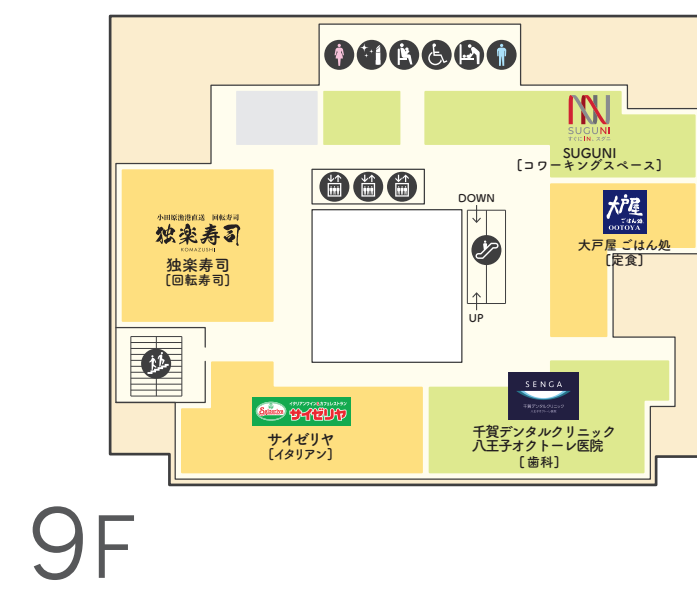 SUGUNI
すぐにIN、スグニ
SUGUNI
[コワーキングスペース]
DOWN
UP
小田原漁港直送 回転寿司
独楽寿司
KOMAZUSHI
独楽寿司
[回転寿司]
大戸屋
ごはん処
OOTOYA
大戸屋 ごはん処
[定食]
イタリアンワイン&カフェレストラン
Saizeriya
サイゼリヤ
サイゼリヤ
[イタリアン]
SENGA
千賀デンタルクリニック
千賀デンタルクリニック
八王子オクトーレ医院
[歯科]
9F